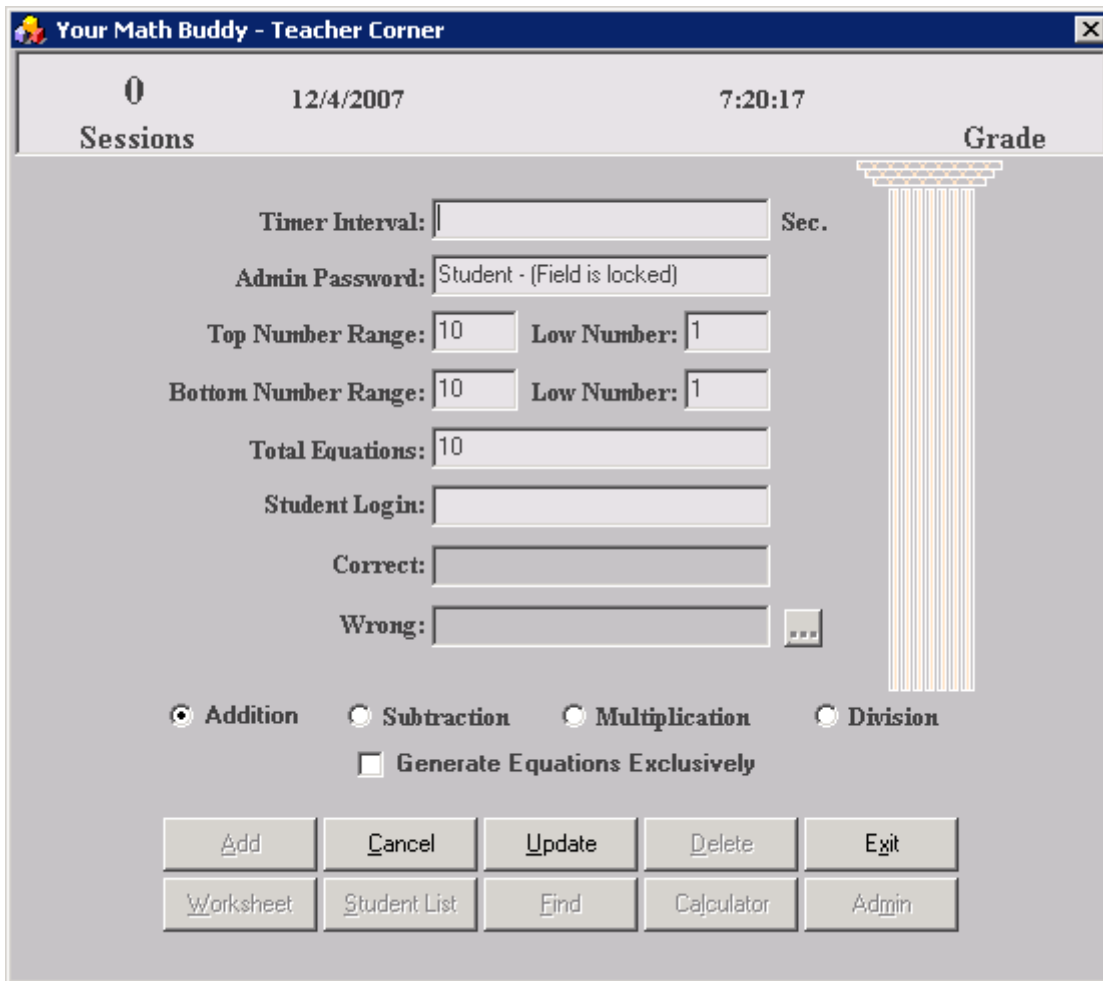 Your Math Buddy - Teacher Corner
0 12/4/2007 7:20:17
Sessions Grade
Timer Interval: Sec.
Admin Password: Student - (Field is locked)
Top Number Range: 10 Low Number: 1
Bottom Number Range: 10 Low Number: 1
Total Equations: 10
Student Login:
Correct:
Wrong: ...
Addition Subtraction Multiplication Division
Generate Equations Exclusively
Add Cancel Update Delete Exit
Worksheet Student List Find Calculator Admin